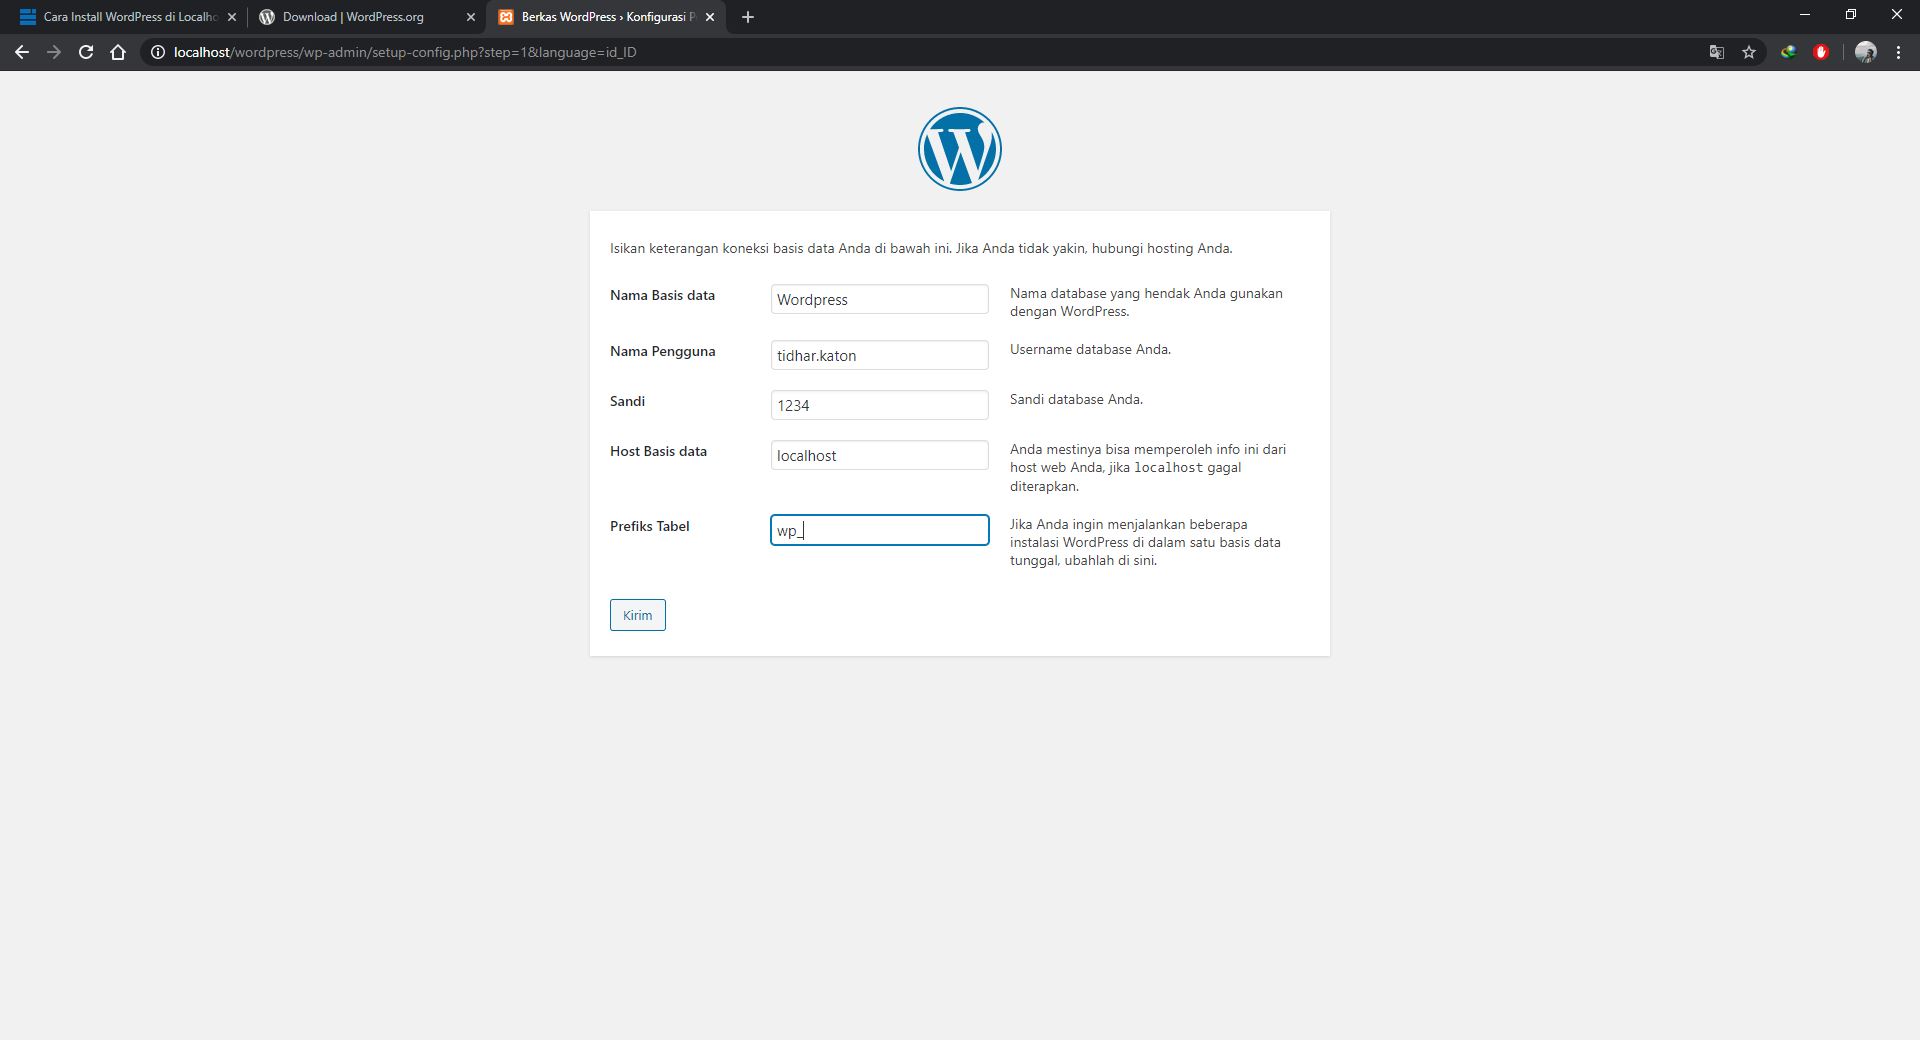 Cara Install WordPress di Localho
Download | WordPress.org
Berkas WordPress › Konfigurasi P
localhost/wordpress/wp-admin/setup-config.php?step=1&language=id_ID
Isikan keterangan koneksi basis data Anda di bawah ini. Jika Anda tidak yakin, hubungi hosting Anda.
Nama Basis data
Wordpress
Nama database yang hendak Anda gunakan
dengan WordPress.
Nama Pengguna
tidhar.katon
Username database Anda.
Sandi
1234
Sandi database Anda.
Host Basis data
localhost
Anda mestinya bisa memperoleh info ini dari
host web Anda, jika localhost gagal
diterapkan.
Prefiks Tabel
wp_
Jika Anda ingin menjalankan beberapa
instalasi WordPress di dalam satu basis data
tunggal, ubahlah di sini.
Kirim